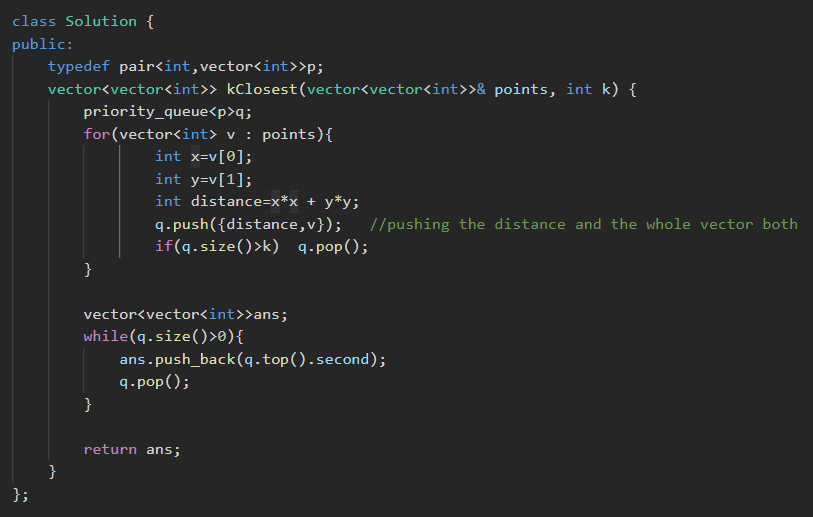 class Solution {
public:
    typedef pair<int,vector<int>>p;
    vector<vector<int>> kClosest(vector<vector<int>>& points, int k) {
        priority_queue<p>q;
        for(vector<int> v : points){
                int x=v[0];
                int y=v[1];
                int distance=x*x + y*y;
                q.push({distance,v});   //pushing the distance and the whole vector both
                if(q.size()>k)  q.pop();
        }
        vector<vector<int>>ans;
        while(q.size()>0){
            ans.push_back(q.top().second);
            q.pop();
        }
        return ans;
    }
};